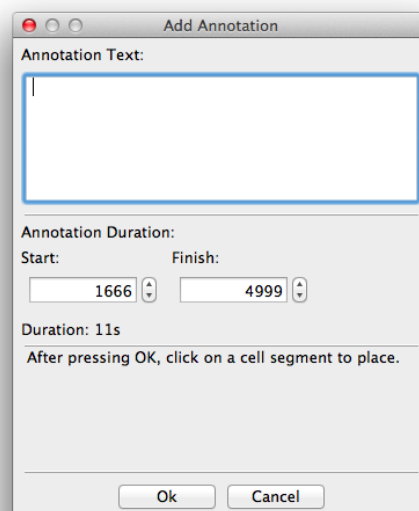 Add Annotation
Annotation Text:
Annotation Duration:
Start: Finish:
1666 4999
Duration: 11s
After pressing OK, click on a cell segment to place.
Ok Cancel